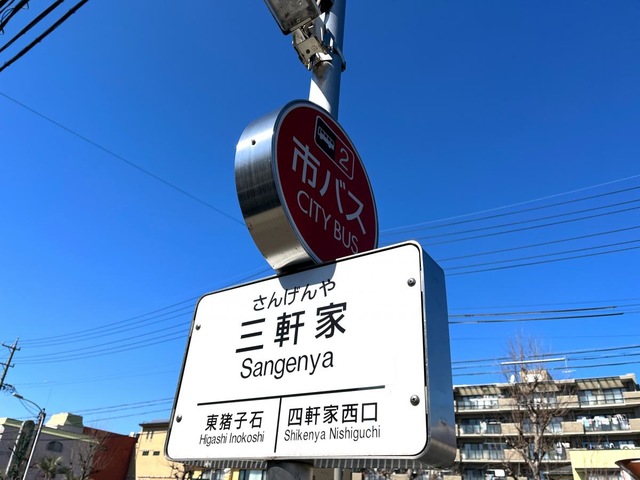 2
市バス
CITY BUS
さんげんや
三軒家
Sangenya
東猪子石
Higashi Inokoshi
四軒家西口
Shikenya Nishiguchi